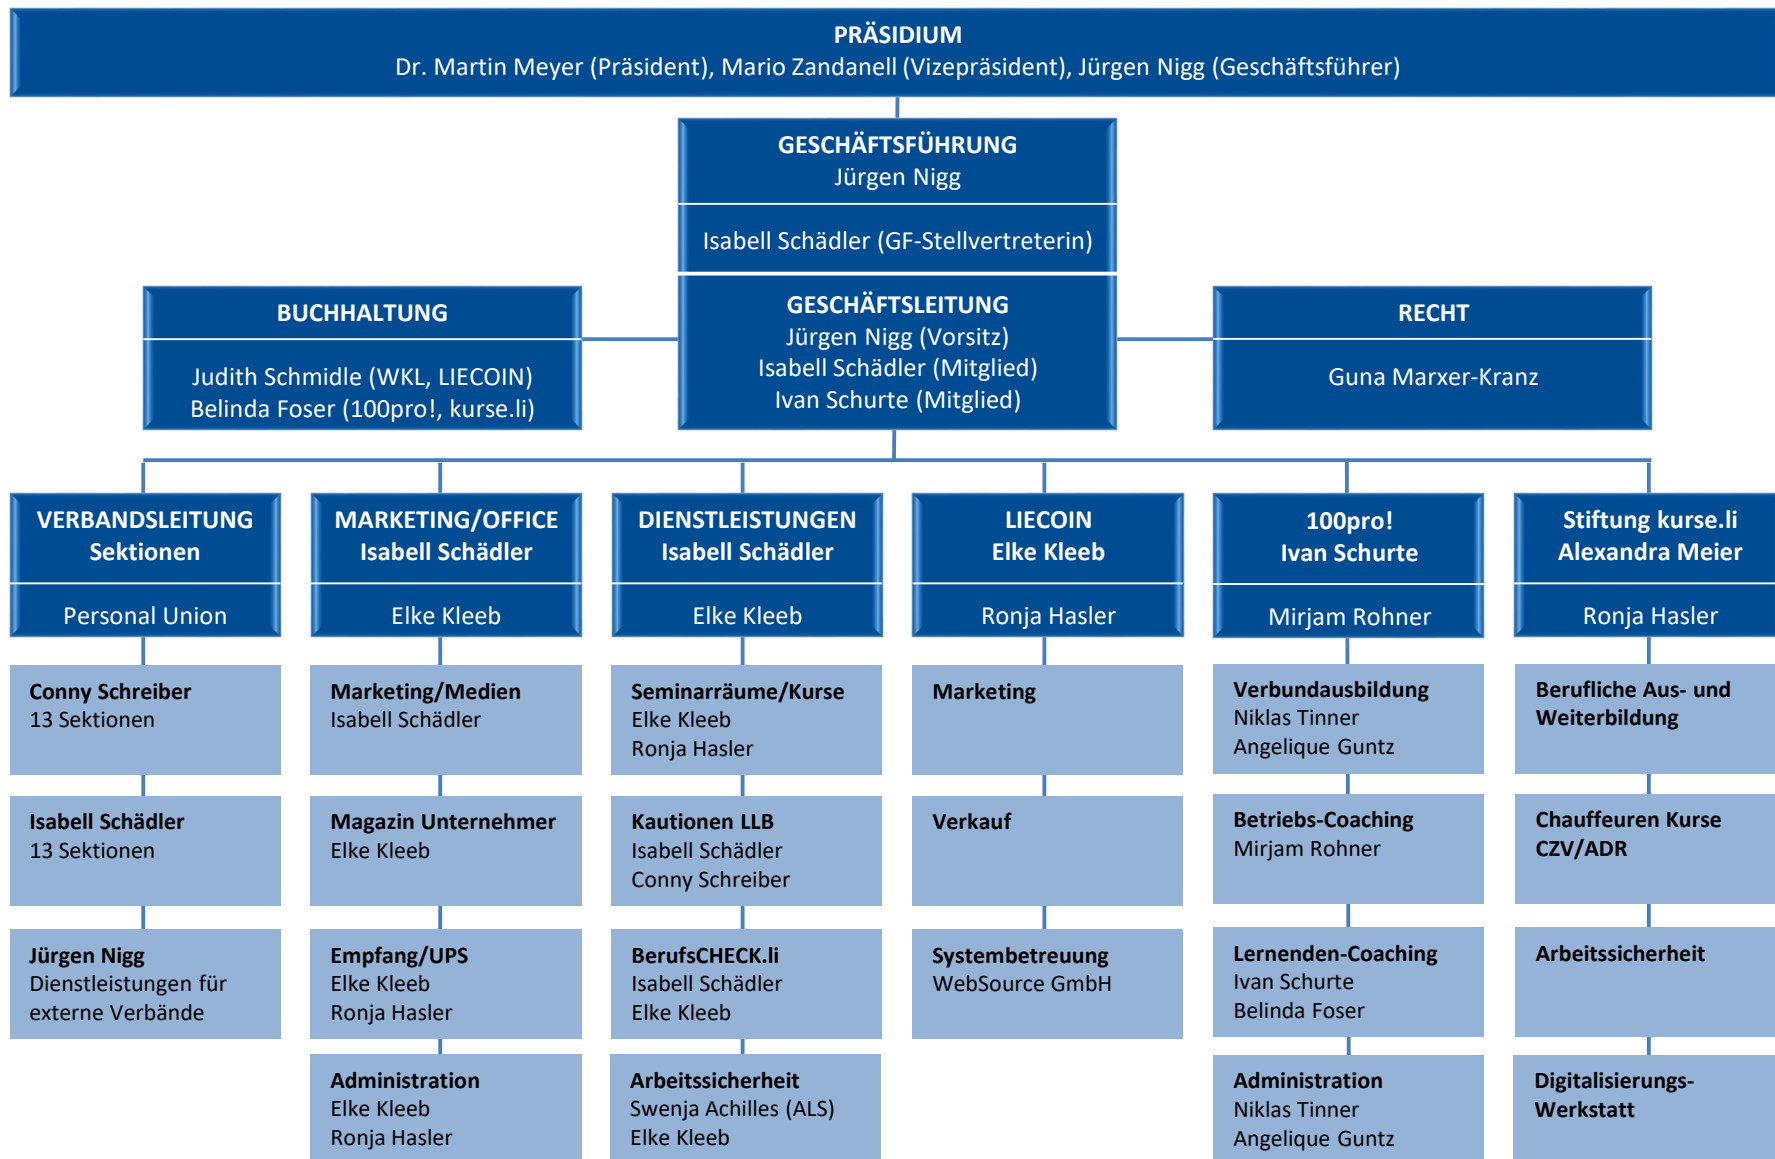 PRÄSIDIUM
Dr. Martin Meyer (Präsident), Mario Zandanell (Vizepräsident), Jürgen Nigg (Geschäftsführer)
GESCHÄFTSFÜHRUNG
Jürgen Nigg
Isabell Schädler (GF-Stellvertreterin)
BUCHHALTUNG
Judith Schmidle (WKL, LIECOIN)
Belinda Foser (100pro!, kurse.li)
GESCHÄFTSLEITUNG
Jürgen Nigg (Vorsitz)
Isabell Schädler (Mitglied)
Ivan Schurte (Mitglied)
RECHT
Guna Marxer-Kranz
VERBANDSLEITUNG
Sektionen
Personal Union
Conny Schreiber
13 Sektionen
Isabell Schädler
13 Sektionen
Jürgen Nigg
Dienstleistungen für
externe Verbände
MARKETING/OFFICE
Isabell Schädler
Elke Kleeb
Marketing/Medien
Isabell Schädler
Magazin Unternehmer
Elke Kleeb
Empfang/UPS
Elke Kleeb
Ronja Hasler
Administration
Elke Kleeb
Ronja Hasler
DIENSTLEISTUNGEN
Isabell Schädler
Elke Kleeb
Seminarräume/Kurse
Elke Kleeb
Ronja Hasler
Kautionen LLB
Isabell Schädler
Conny Schreiber
BerufsCHECK.li
Isabell Schädler
Elke Kleeb
Arbeitssicherheit
Swenja Achilles (ALS)
Elke Kleeb
LIECOIN
Elke Kleeb
Ronja Hasler
Marketing
Verkauf
Systembetreuung
WebSource GmbH
100pro!
Ivan Schurte
Mirjam Rohner
Verbundausbildung
Niklas Tinner
Angelique Guntz
Betriebs-Coaching
Mirjam Rohner
Lernenden-Coaching
Ivan Schurte
Belinda Foser
Administration
Niklas Tinner
Angelique Guntz
Stiftung kurse.li
Alexandra Meier
Ronja Hasler
Berufliche Aus- und
Weiterbildung
Chauffeuren Kurse
CZV/ADR
Arbeitssicherheit
Digitalisierungs-
Werkstatt